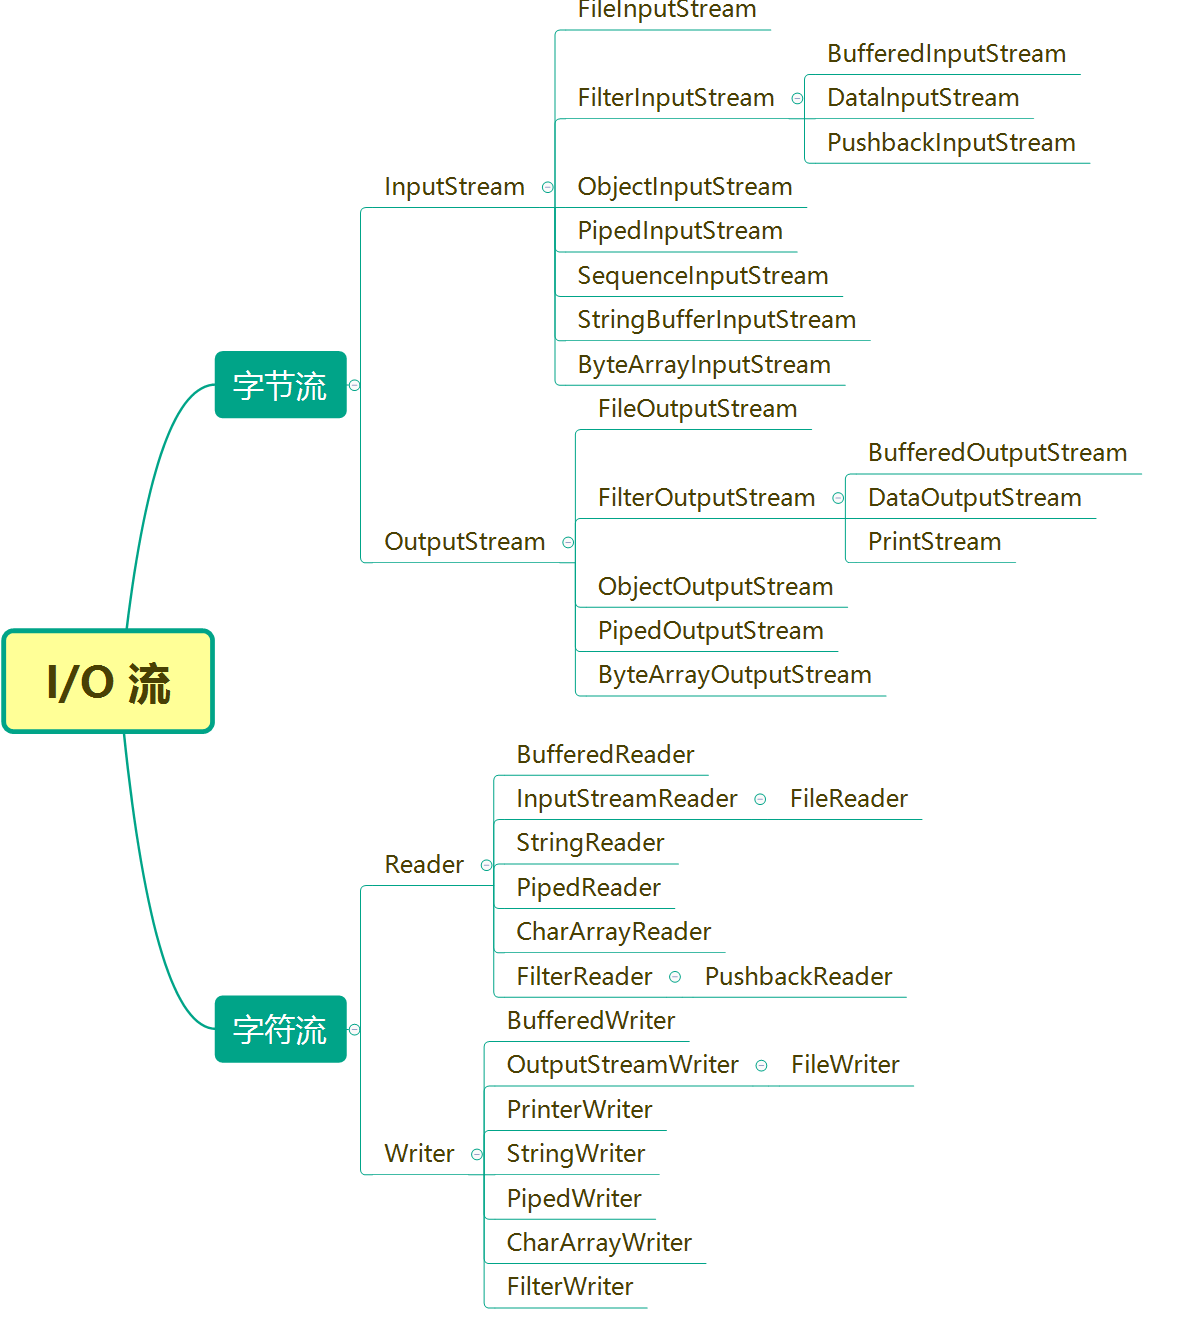 I/O 流
字节流
InputStream
FileInputStream
FilterInputStream
BufferedInputStream
DataInputStream
PushbackInputStream
ObjectInputStream
PipedInputStream
SequenceInputStream
StringBufferInputStream
ByteArrayInputStream
OutputStream
FileOutputStream
FilterOutputStream
BufferedOutputStream
DataOutputStream
PrintStream
ObjectOutputStream
PipedOutputStream
ByteArrayOutputStream
字符流
Reader
BufferedReader
InputStreamReader
FileReader
StringReader
PipedReader
CharArrayReader
FilterReader
PushbackReader
Writer
BufferedWriter
OutputStreamWriter
FileWriter
PrinterWriter
StringWriter
PipedWriter
CharArrayWriter
FilterWriter